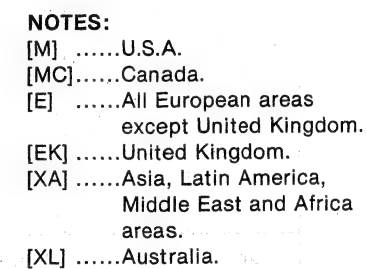 NOTES:
[M] ......U.S.A.
[MC]......Canada.
[E] ......All European areas
except United Kingdom.
[EK] ......United Kingdom.
[XA] ......Asia, Latin America,
Middle East and Africa
areas.
[XL] ......Australia.